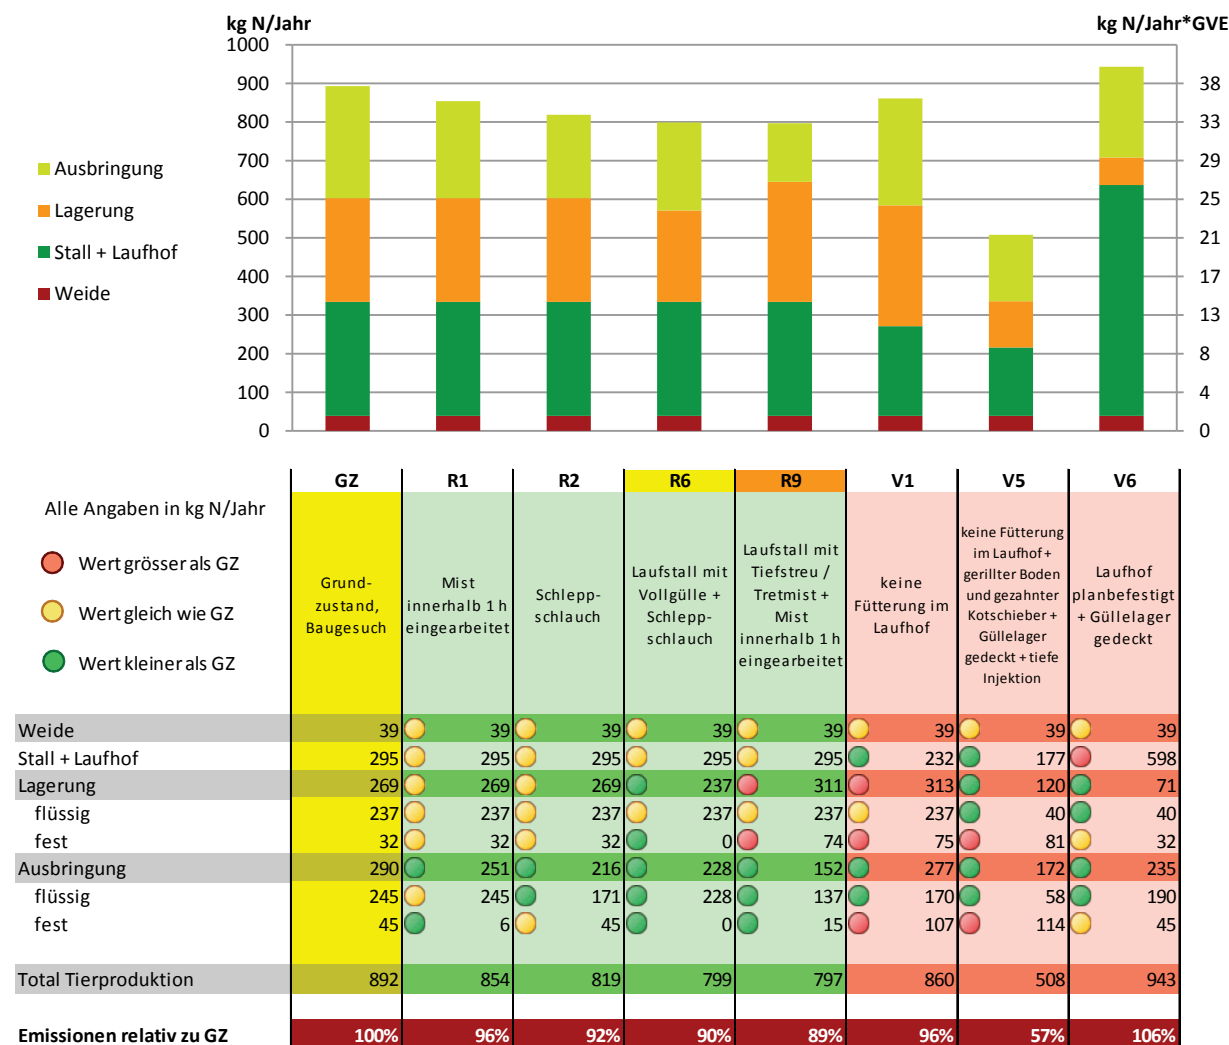 kg N/Jahr
kg N/Jahr*GVE
1000
900
800
700
600
500
400
300
200
100
0
38
33
29
25
21
17
13
8
4
0
Ausbringung
Lagerung
Stall + Laufhof
Weide
GZ R1 R2 R6 R9 V1 V5 V6
Alle Angaben in kg N/Jahr
Wert grösser als GZ
Wert gleich wie GZ
Wert kleiner als GZ
Grund-
zustand,
Baugesuch
Mist
innerhalb 1 h
eingearbeitet
Schlepp-
schlauch
Laufstall mit
Vollgülle +
Schlepp-
schlauch
Laufstall mit
Tiefstreu /
Tretmist +
Mist
innerhalb 1 h
eingearbeitet
keine
Fütterung im
Laufhof
keine Fütterung
im Laufhof +
gerillter Boden
und gezahnter
Kotschieber +
Güllelager
gedeckt + tiefe
Injektion
Laufhof
planbefestigt
+ Güllelager
gedeckt
Weide 39 39 39 39 39 39 39 39
Stall + Laufhof 295 295 295 295 295 232 177 598
Lagerung 269 269 269 237 311 313 120 71
flüssig 237 237 237 237 237 237 40 40
fest 32 32 32 0 74 75 81 32
Ausbringung 290 251 216 228 152 277 172 235
flüssig 245 245 171 228 137 170 58 190
fest 45 6 45 0 15 107 114 45
Total Tierproduktion 892 854 819 799 797 860 508 943
Emissionen relativ zu GZ 100% 96% 92% 90% 89% 96% 57% 106%